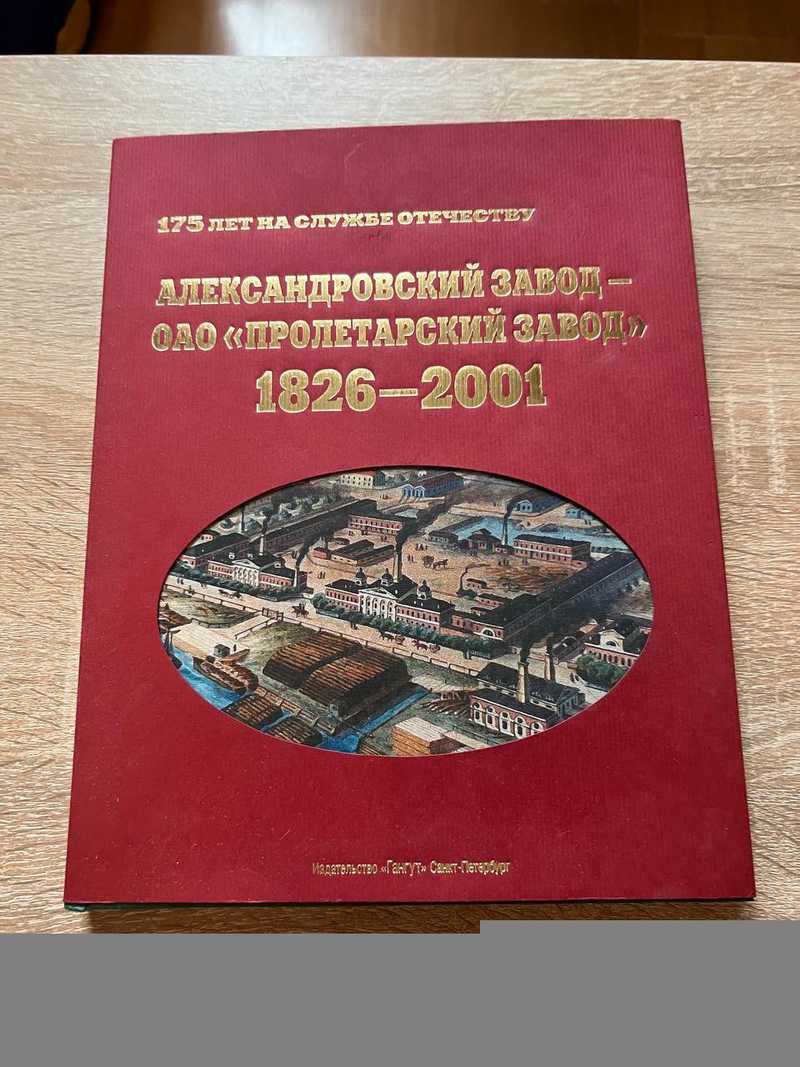 175 ЛЕТ НА СЛУЖБЕ ОТЕЧЕСТВУ
АЛЕКСАНДРОВСКИЙ ЗАВОД –
ОАО «ПРОЛЕТАРСКИЙ ЗАВОД»
1826–2001
Издательство «Гангут» Санкт-Петербург